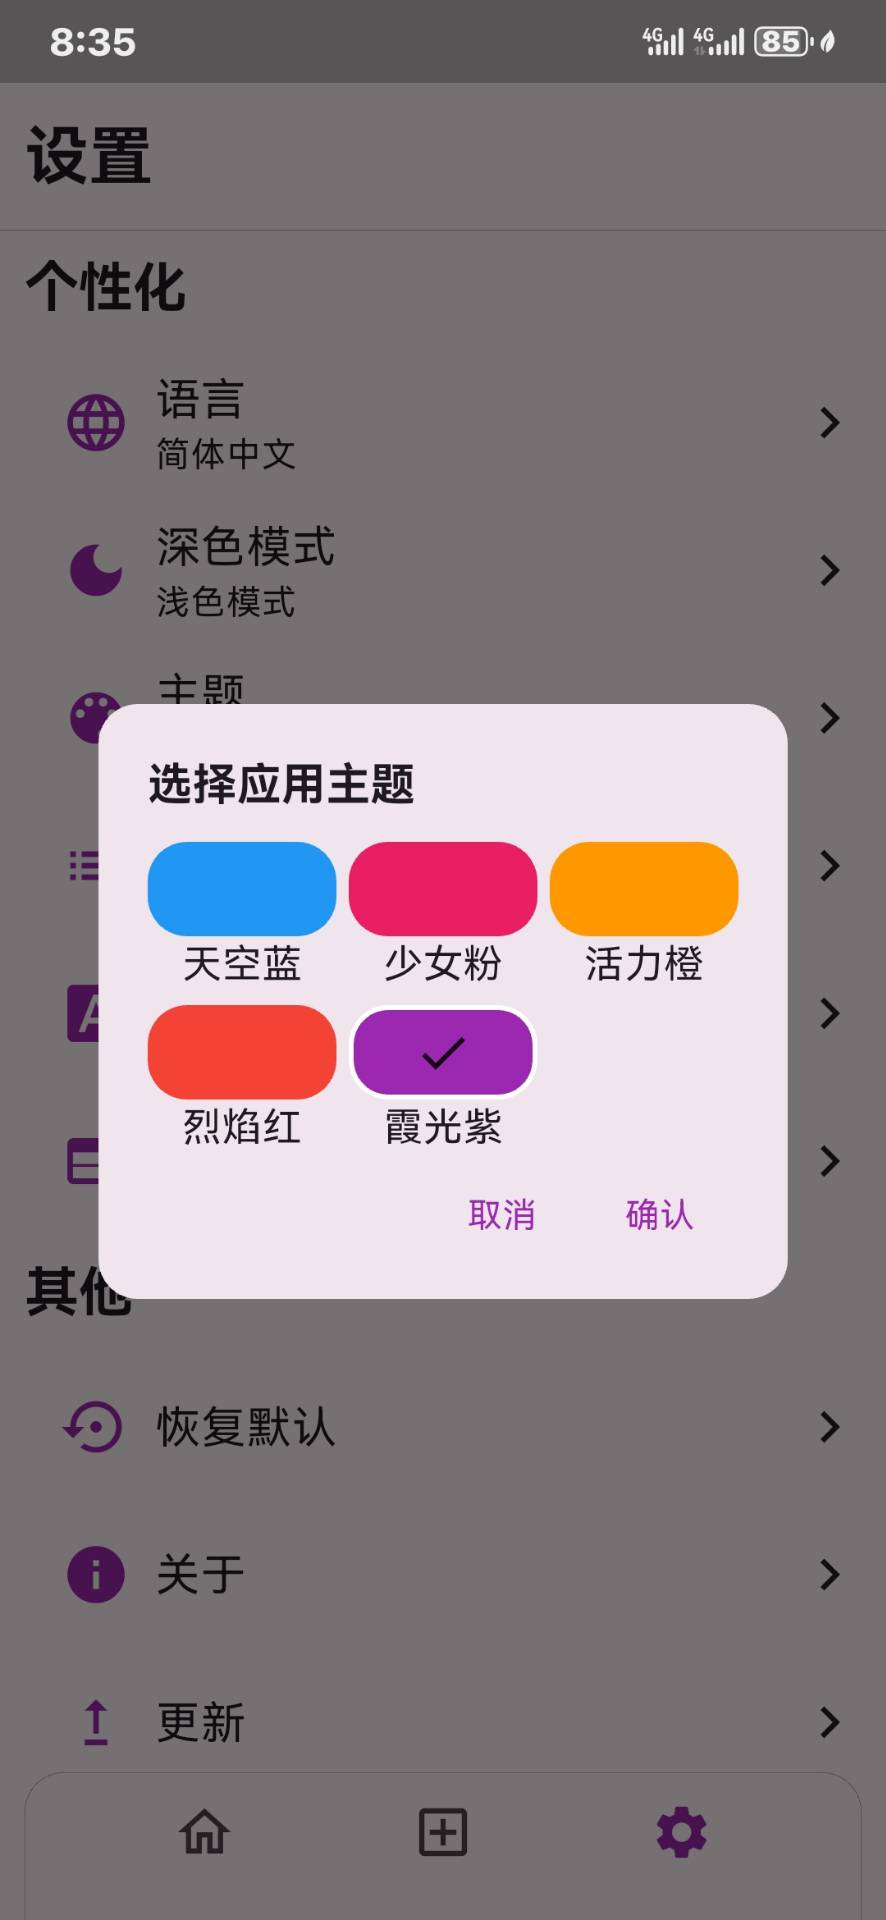 8:35
4G 4G 85
设置
个性化
语言
简体中文
深色模式
浅色模式
主题
选择应用主题
天空蓝 少女粉 活力橙
烈焰红 霞光紫
取消 确认
其他
恢复默认
关于
更新